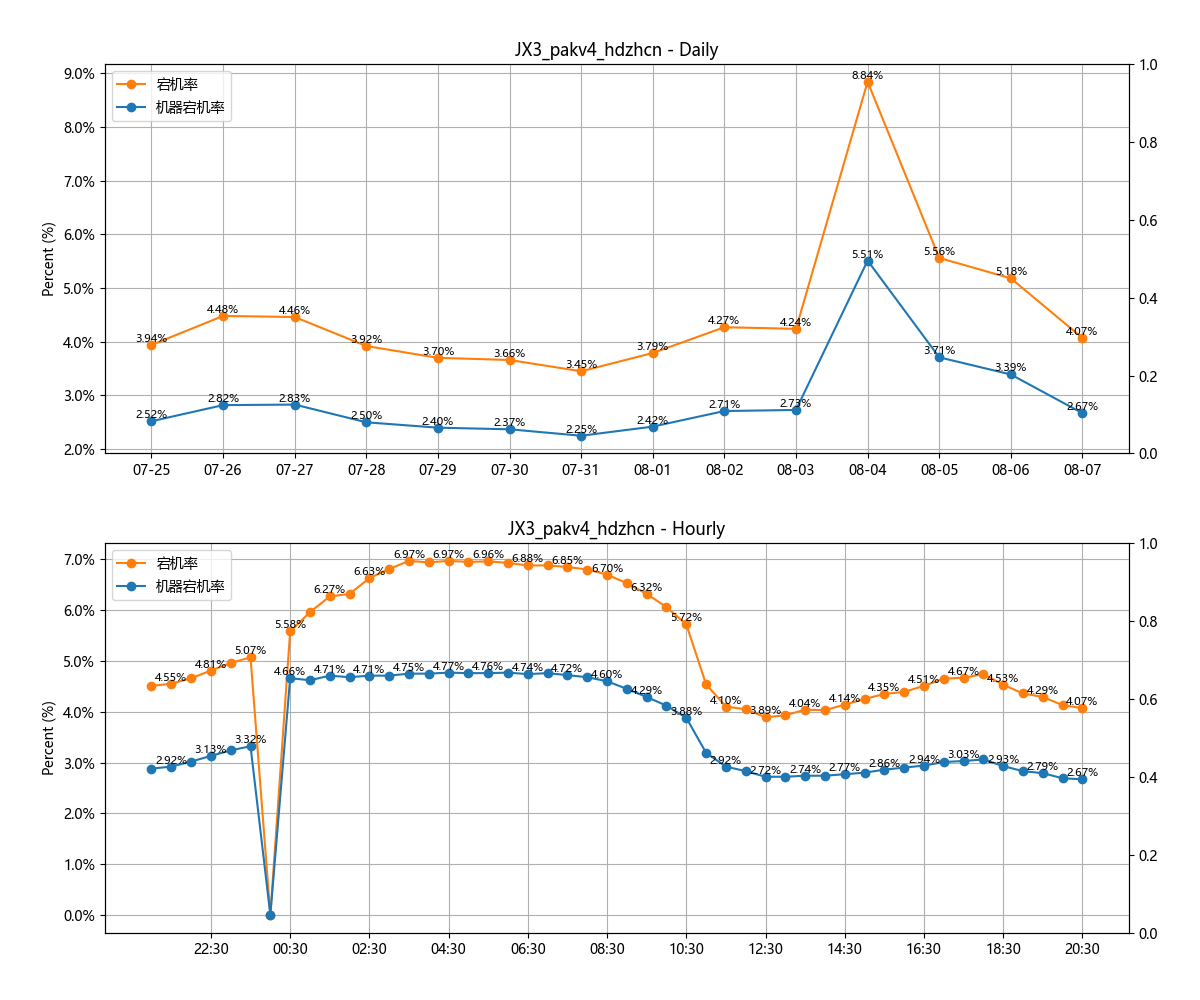 JX3_pakv4_hdzhcn - Daily
宕机率
机器宕机率
Percent (%)
9.0%
8.0%
7.0%
6.0%
5.0%
4.0%
3.0%
2.0%
1.0
0.8
0.6
0.4
0.2
0.0
3.94% 4.48% 4.46% 3.92% 3.70% 3.66% 3.45% 3.79% 4.27% 4.24% 8.84% 5.56% 5.18% 4.07%
2.52% 2.82% 2.83% 2.50% 2.40% 2.37% 2.25% 2.42% 2.71% 2.73% 5.51% 3.71% 3.39% 2.67%
07-25 07-26 07-27 07-28 07-29 07-30 07-31 08-01 08-02 08-03 08-04 08-05 08-06 08-07
JX3_pakv4_hdzhcn - Hourly
宕机率
机器宕机率
Percent (%)
7.0%
6.0%
5.0%
4.0%
3.0%
2.0%
1.0%
0.0%
1.0
0.8
0.6
0.4
0.2
0.0
4.55% 4.81% 5.07% 5.58% 6.27% 6.63% 6.97% 6.97% 6.96% 6.88% 6.85% 6.70% 6.32% 5.72% 4.10% 3.89% 4.04% 4.14% 4.35% 4.51% 4.67% 4.53% 4.29% 4.07%
2.92% 3.13% 3.32% 4.66% 4.71% 4.71% 4.75% 4.77% 4.76% 4.74% 4.72% 4.60% 4.29% 3.88% 2.92% 2.72% 2.74% 2.77% 2.86% 2.94% 3.03% 2.93% 2.79% 2.67%
22:30 00:30 02:30 04:30 06:30 08:30 10:30 12:30 14:30 16:30 18:30 20:30